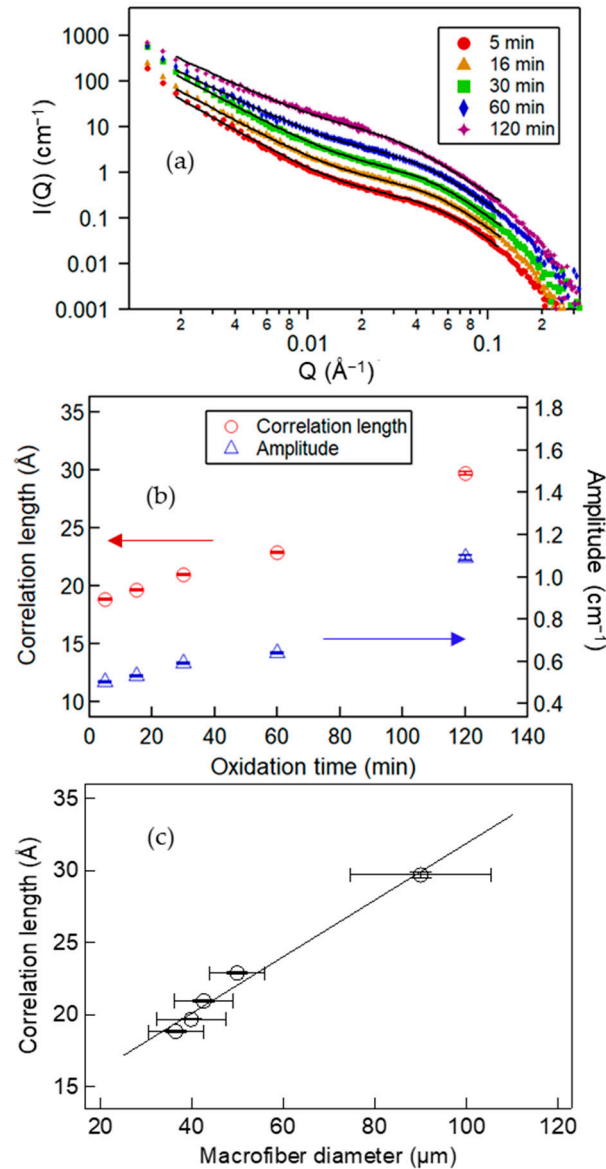 1000
100
10
1
0.1
0.01
0.001
I(Q) (cm⁻¹)
(a)
5 min
16 min
30 min
60 min
120 min
2 4 6 8 2 4 6 8 2
0.01 0.1
Q (Å⁻¹)
35
30
25
20
15
10
Correlation length (Å)
Correlation length
Amplitude
(b)
1.8
1.6
1.4
1.2
1.0
0.8
0.6
0.4
Amplitude (cm⁻¹)
0 20 40 60 80 100 120 140
Oxidation time (min)
35
30
25
20
15
Correlation length (Å)
(c)
20 40 60 80 100 120
Macrofiber diameter (µm)